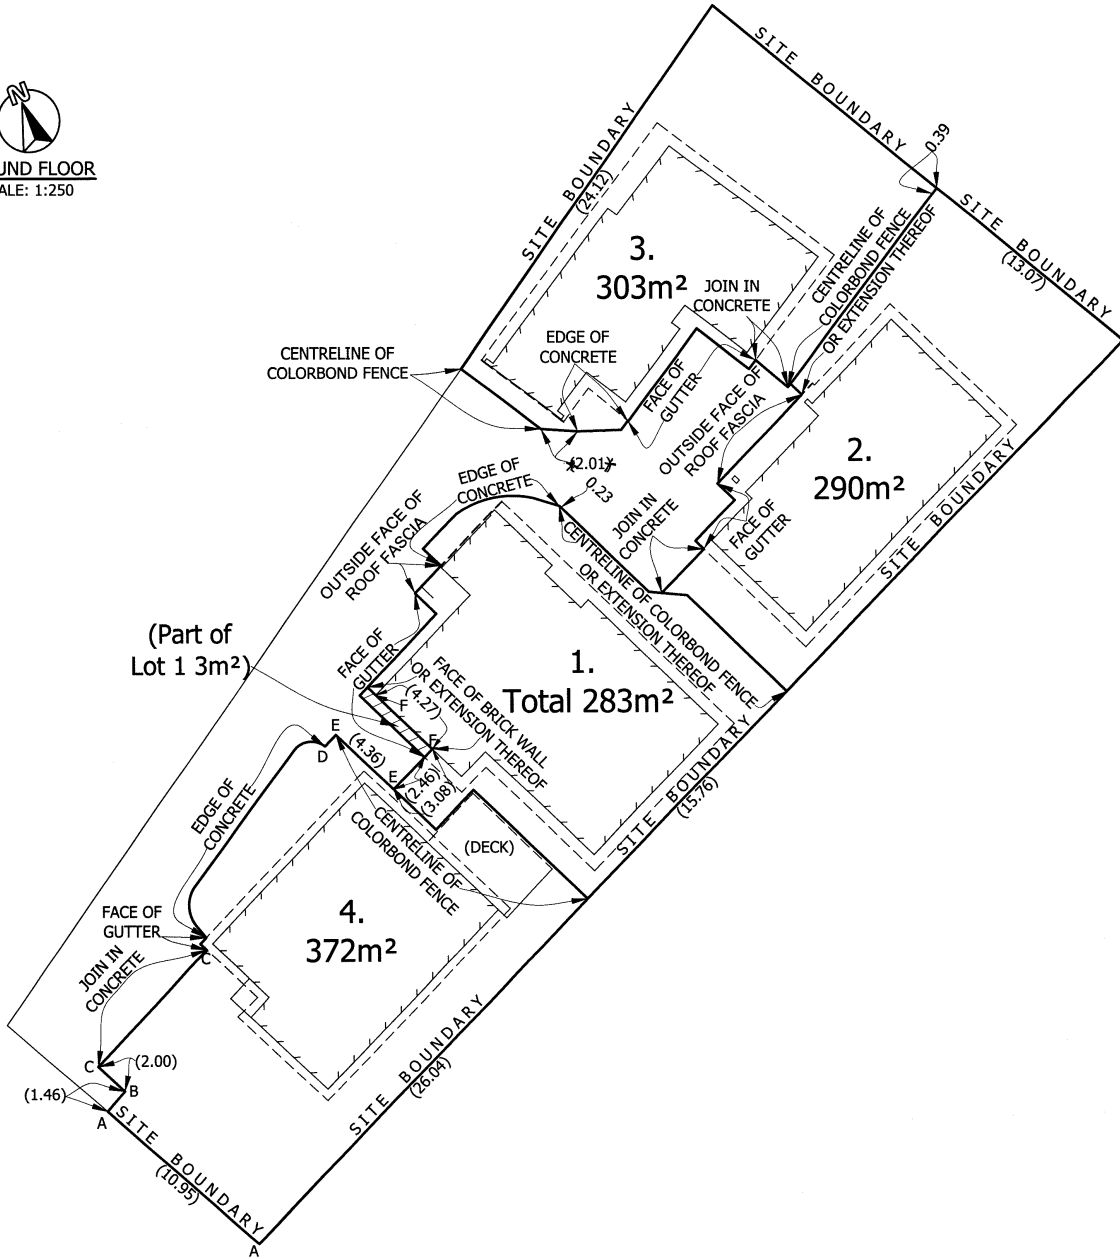 N
UND FLOOR
ALE: 1:250
SITE BOUNDARY
0.39
SITE BOUNDARY
(24.12)
SITE BOUNDARY
(13.07)
3.
303m²
JOIN IN
CONCRETE
CENTRELINE OF
COLORBOND FENCE
OR EXTENSION THEREOF
EDGE OF
CONCRETE
CENTRELINE OF
COLORBOND FENCE
FACE OF
GUTTER
OUTSIDE FACE OF
ROOF FASCIA
2.
290m²
SITE BOUNDARY
(2.01)
0.23
EDGE OF
CONCRETE
JOIN IN
CONCRETE
FACE OF
GUTTER
OUTSIDE FACE OF
ROOF FASCIA
CENTRELINE OF COLORBOND FENCE
OR EXTENSION THEREOF
(Part of
Lot 1 3m²)
FACE OF
GUTTER
1.
Total 283m²
FACE OF BRICK WALL
OR EXTENSION THEREOF
(4.27)
F
F
E
D
(4.36)
E
(2.46)
(3.08)
SITE BOUNDARY
(15.76)
EDGE OF
CONCRETE
CENTRELINE OF
COLORBOND FENCE
(DECK)
4.
372m²
FACE OF
GUTTER
C
JOIN IN
CONCRETE
C
(2.00)
B
(1.46)
A
SITE BOUNDARY
(10.95)
SITE BOUNDARY
(26.04)
A